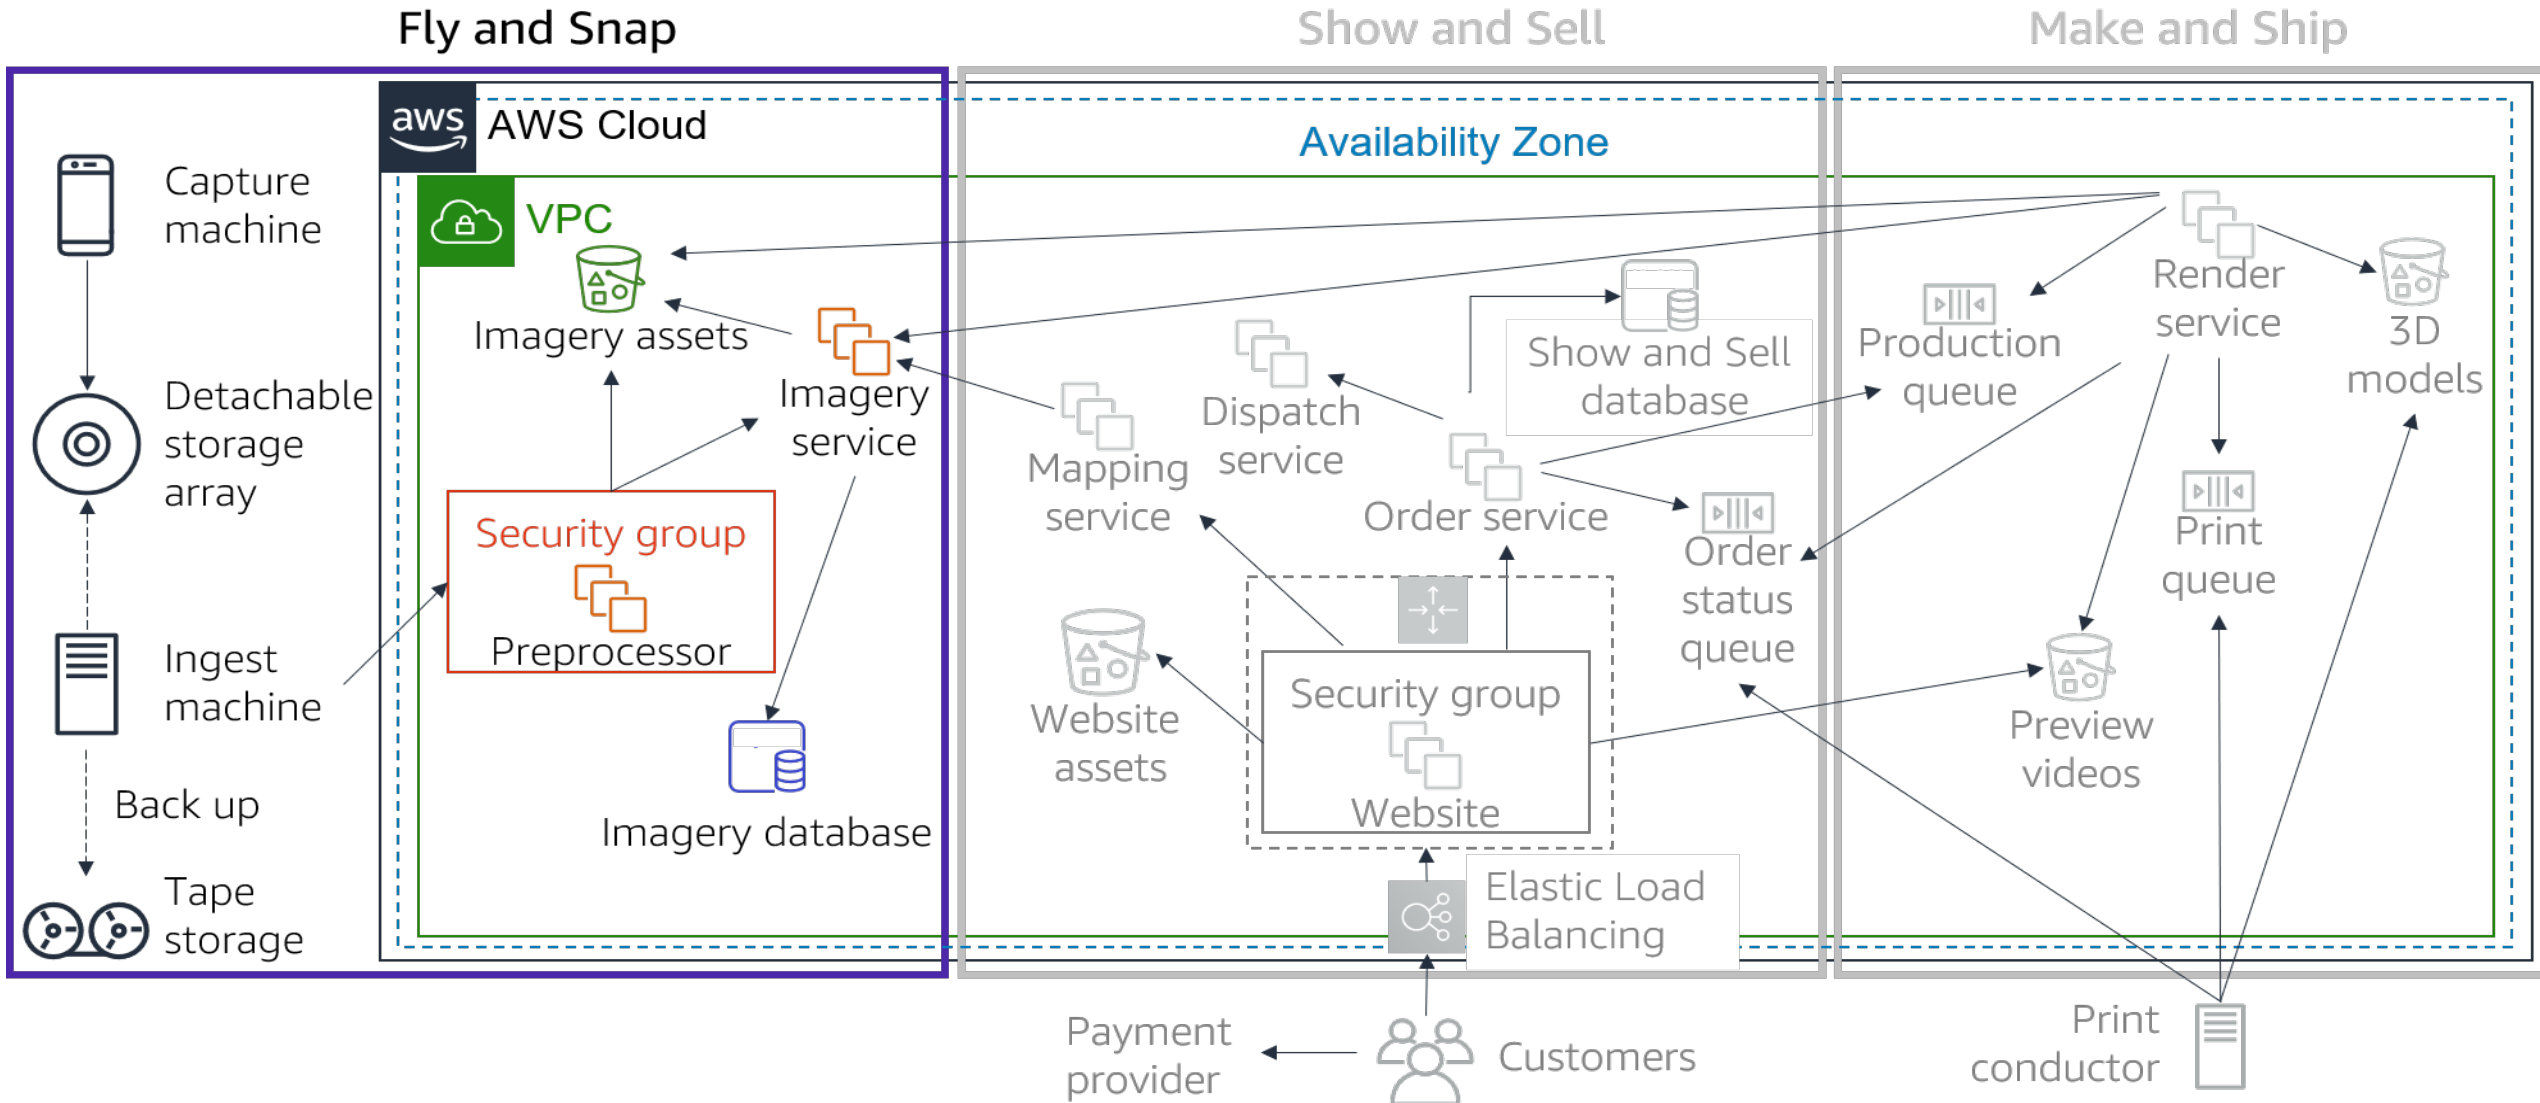 Fly and Snap
Show and Sell
Make and Ship
aws
AWS Cloud
Availability Zone
Capture
machine
VPC
Imagery assets
Imagery
service
Detachable
storage
array
Security group
Preprocessor
Ingest
machine
Back up
Imagery database
Tape
storage
Show and Sell
database
Dispatch
service
Mapping
service
Order service
Order
status
queue
Website
assets
Security group
Website
Elastic Load
Balancing
Payment
provider
Customers
Render
service
Production
queue
3D
models
Print
queue
Preview
videos
Print
conductor